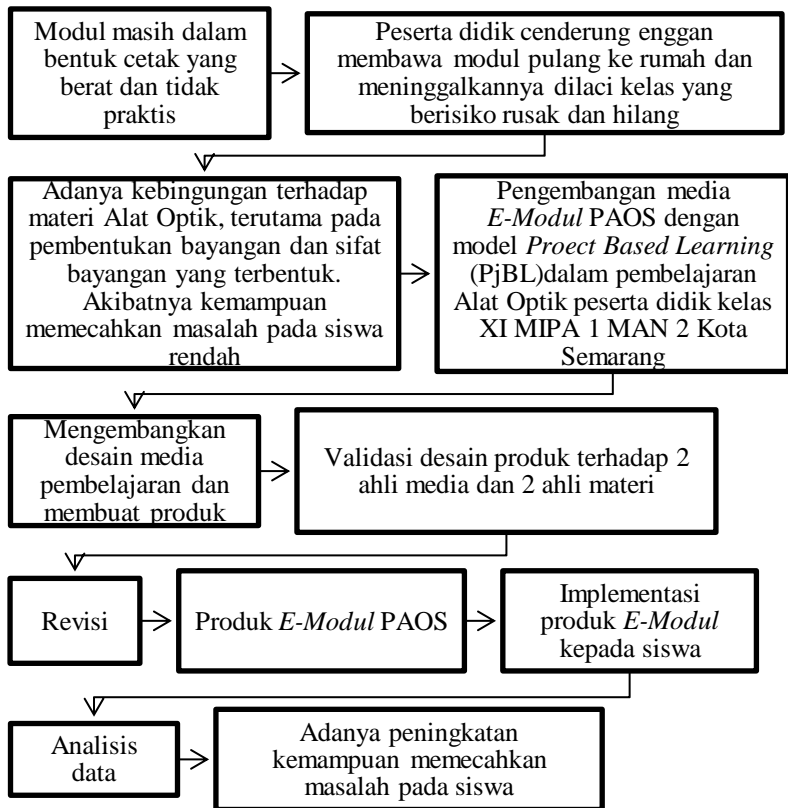 Modul masih dalam
bentuk cetak yang
berat dan tidak
praktis
Peserta didik cenderung enggan
membawa modul pulang ke rumah dan
meninggalkannya dilaci kelas yang
berisiko rusak dan hilang
Adanya kebingungan terhadap
materi Alat Optik, terutama pada
pembentukan bayangan dan sifat
bayangan yang terbentuk.
Akibatnya kemampuan
memecahkan masalah pada siswa
rendah
Pengembangan media
E-Modul PAOS dengan
model Proect Based Learning
(PjBL)dalam pembelajaran
Alat Optik peserta didik kelas
XI MIPA 1 MAN 2 Kota
Semarang
Mengembangkan
desain media
pembelajaran dan
membuat produk
Validasi desain produk terhadap 2
ahli media dan 2 ahli materi
Revisi
Produk E-Modul PAOS
Implementasi
produk E-Modul
kepada siswa
Analisis
data
Adanya peningkatan
kemampuan memecahkan
masalah pada siswa